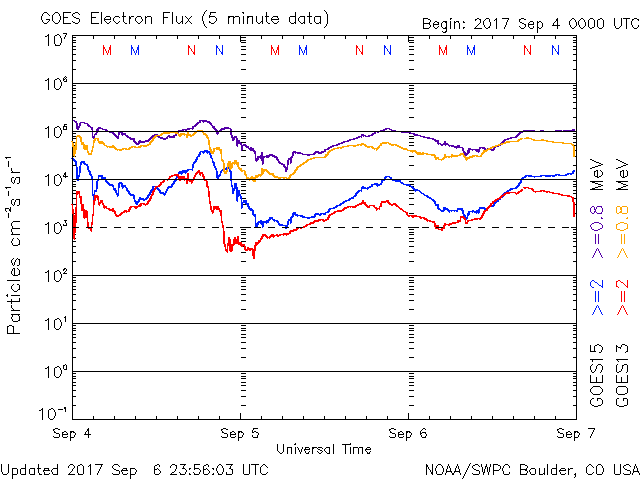 GOES Electron Flux (5 minute data)
Begin: 2017 Sep 4 0000 UTC
M M N N M M N N M M N N
10⁷
10⁶
10⁵
10⁴
10³
10²
10¹
10⁰
10⁻¹
Particles cm⁻²s⁻¹sr⁻¹
Sep 4 Sep 5 Sep 6 Sep 7
Universal Time
GOES15 >=2 >=0.8 MeV
GOES13 >=2 >=0.8 MeV
Updated 2017 Sep 6 23:56:03 UTC
NOAA/SWPC Boulder, CO USA